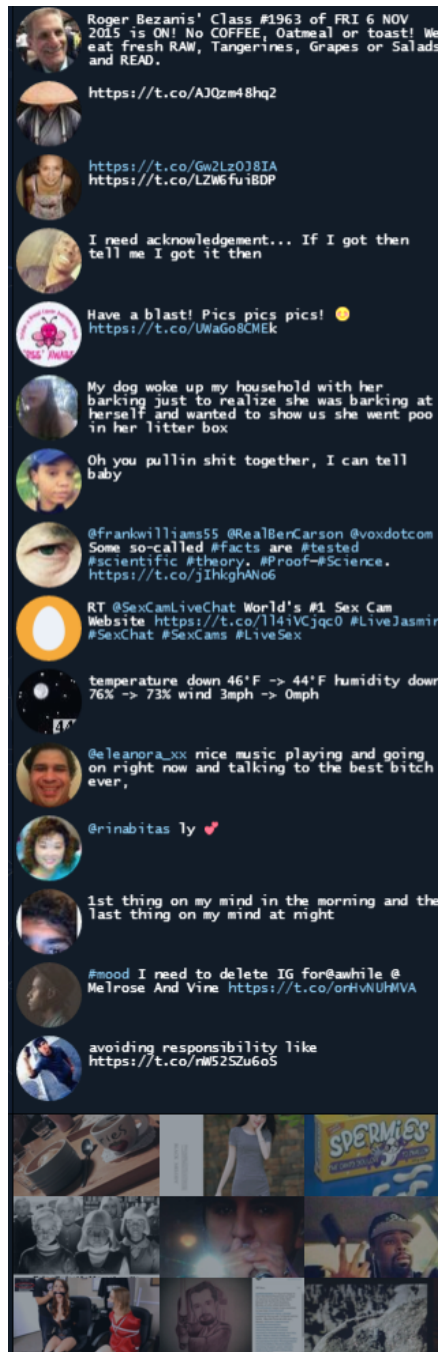 Roger Bezanis' Class #1963 of FRI 6 NOV
2015 is ON! No COFFEE, Oatmeal or toast! We
eat fresh RAW, Tangerines, Grapes or Salads
and READ.
https://t.co/AJQzm48hq2
https://t.co/Gw2LzOJ8IA
https://t.co/LZW6fuiBDP
I need acknowledgement... If I got then
tell me I got it then
Have a blast! Pics pics pics! 😊
https://t.co/UWaGo8CMEk
My dog woke up my household with her
barking just to realize she was barking at
herself and wanted to show us she went poo
in her litter box
Oh you pullin shit together, I can tell
baby
@frankwilliams55 @RealBenCarson @voxdotcom
Some so-called #facts are #tested
#scientific #theory. #Proof—#Science.
https://t.co/jIhkghANo6
RT @SexCamLiveChat World's #1 Sex Cam
Website https://t.co/ll4iVCjqc0 #LiveJasmin
#SexChat #SexCams #LiveSex
temperature down 46°F -> 44°F humidity down
76% -> 73% wind 3mph -> 0mph
44
@eleanora_xx nice music playing and going
on right now and talking to the best bitch
ever,
@rinabitas ly 💕
1st thing on my mind in the morning and the
last thing on my mind at night
#mood I need to delete IG for@awhile @
Melrose And Vine https://t.co/onHvNUhMVA
avoiding responsibility like
https://t.co/nW52SZu6oS
SPERMIES